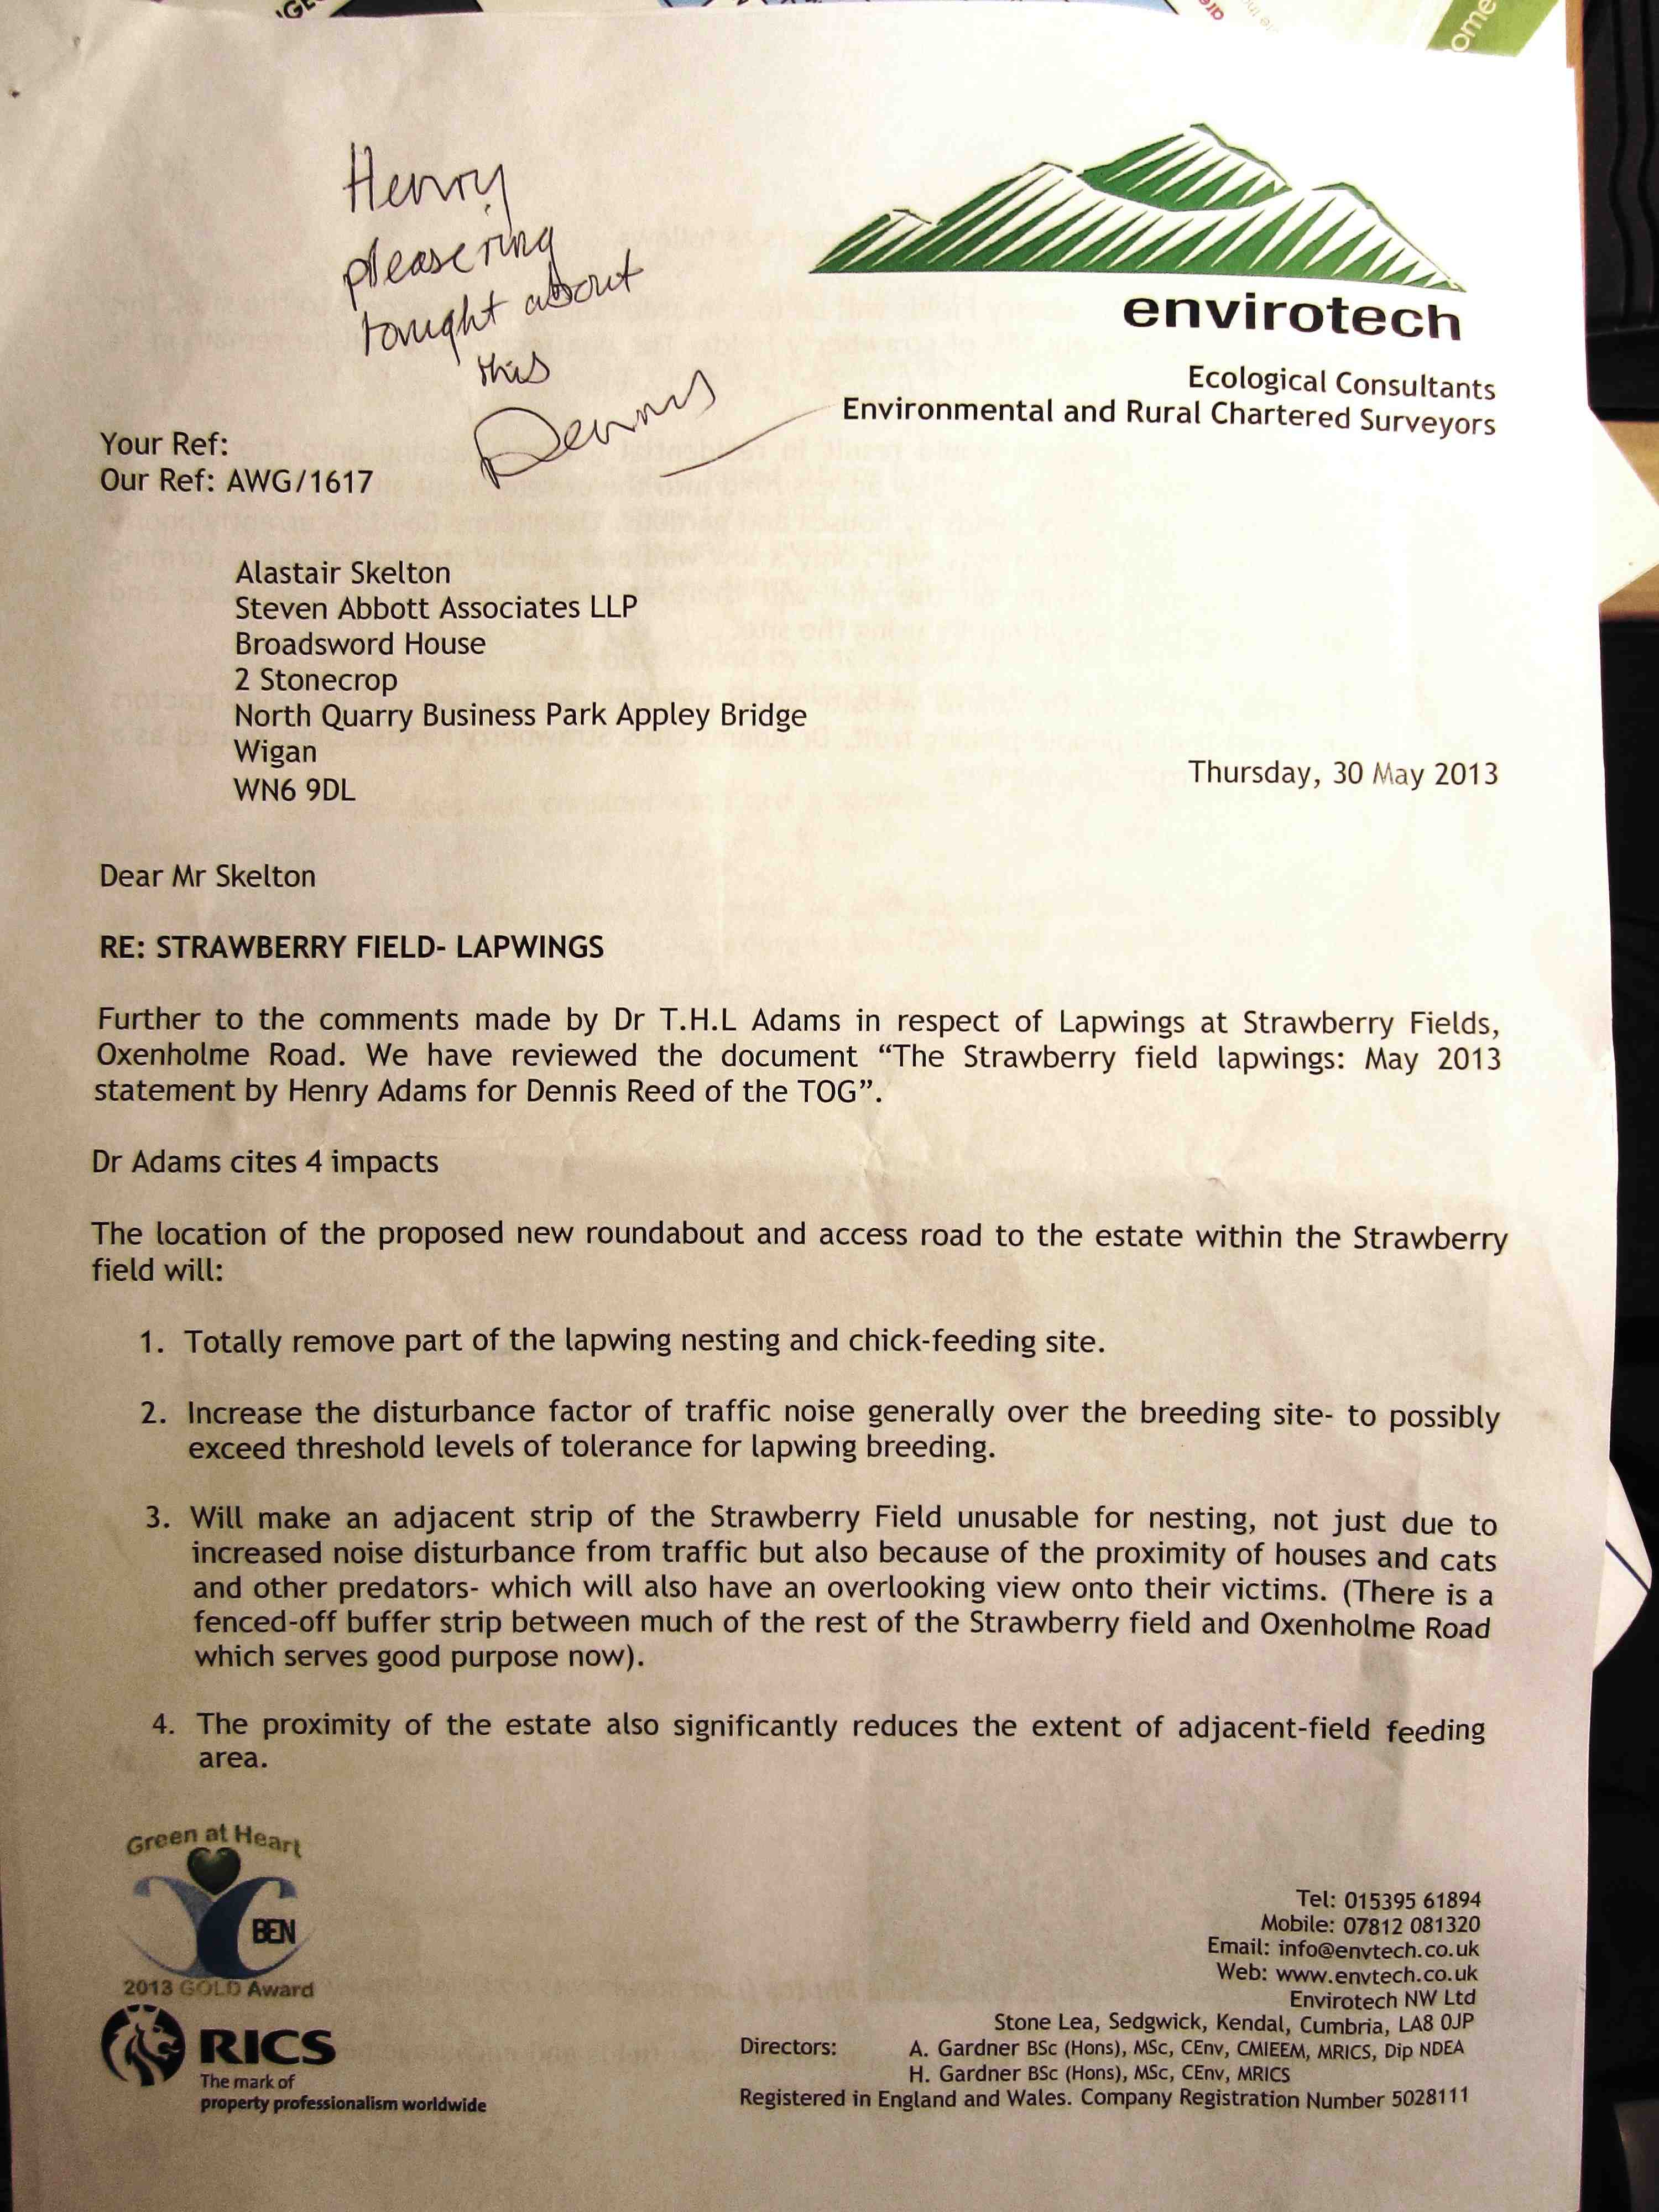 Henry
please ring
tonight about
this
Dennis
envirotech
Ecological Consultants
Environmental and Rural Chartered Surveyors
Your Ref:
Our Ref: AWG/1617
Alastair Skelton
Steven Abbott Associates LLP
Broadsword House
2 Stonecrop
North Quarry Business Park Appley Bridge
Wigan
WN6 9DL
Thursday, 30 May 2013
Dear Mr Skelton
RE: STRAWBERRY FIELD- LAPWINGS
Further to the comments made by Dr T.H.L Adams in respect of Lapwings at Strawberry Fields,
Oxenholme Road. We have reviewed the document “The Strawberry field lapwings: May 2013
statement by Henry Adams for Dennis Reed of the TOG”.
Dr Adams cites 4 impacts
The location of the proposed new roundabout and access road to the estate within the Strawberry
field will:
1. Totally remove part of the lapwing nesting and chick-feeding site.
2. Increase the disturbance factor of traffic noise generally over the breeding site- to possibly
exceed threshold levels of tolerance for lapwing breeding.
3. Will make an adjacent strip of the Strawberry Field unusable for nesting, not just due to
increased noise disturbance from traffic but also because of the proximity of houses and cats
and other predators- which will also have an overlooking view onto their victims. (There is a
fenced-off buffer strip between much of the rest of the Strawberry field and Oxenholme Road
which serves good purpose now).
4. The proximity of the estate also significantly reduces the extent of adjacent-field feeding
area.
Green at Heart
BEN
2013 GOLD Award
RICS
The mark of
property professionalism worldwide
Tel: 015395 61894
Mobile: 07812 081320
Email: info@envtech.co.uk
Web: www.envtech.co.uk
Envirotech NW Ltd
Stone Lea, Sedgwick, Kendal, Cumbria, LA8 0JP
Directors: A. Gardner BSc (Hons), MSc, CEnv, CMIEEM, MRICS, Dip NDEA
H. Gardner BSc (Hons), MSc, CEnv, MRICS
Registered in England and Wales. Company Registration Number 5028111